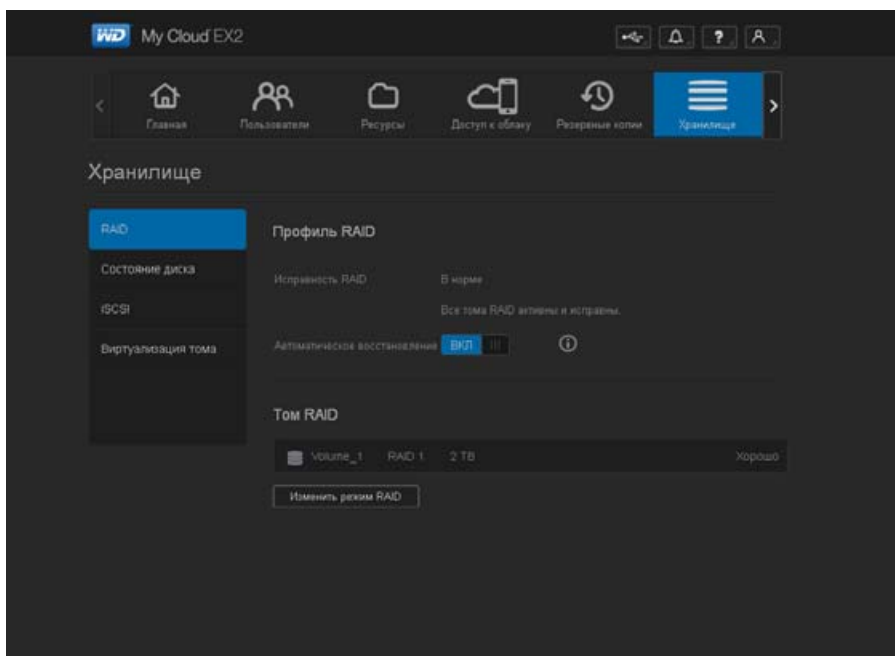 WD My Cloud EX2
Главная Пользователи Ресурсы Доступ к облаку Резервные копии Хранилище
Хранилище
RAID
Состояние диска
iSCSI
Виртуализация тома
Профиль RAID
Исправность RAID В норме
Все тома RAID активны и исправны.
Автоматическое восстановление ВКЛ
Том RAID
Volume_1 RAID 1 2 TB Хорошо
Изменить режим RAID